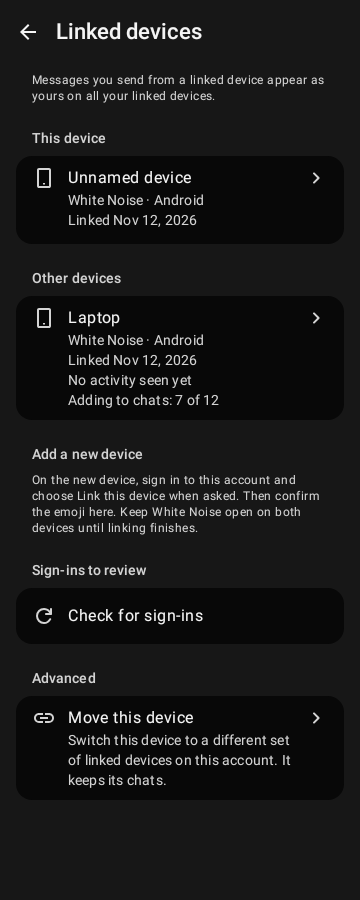 Linked devices
Messages you send from a linked device appear as
yours on all your linked devices.
This device
Unnamed device
White Noise · Android
Linked Nov 12, 2026
Other devices
Laptop
White Noise · Android
Linked Nov 12, 2026
No activity seen yet
Adding to chats: 7 of 12
Add a new device
On the new device, sign in to this account and
choose Link this device when asked. Then confirm
the emoji here. Keep White Noise open on both
devices until linking finishes.
Sign-ins to review
Check for sign-ins
Advanced
Move this device
Switch this device to a different set
of linked devices on this account. It
keeps its chats.